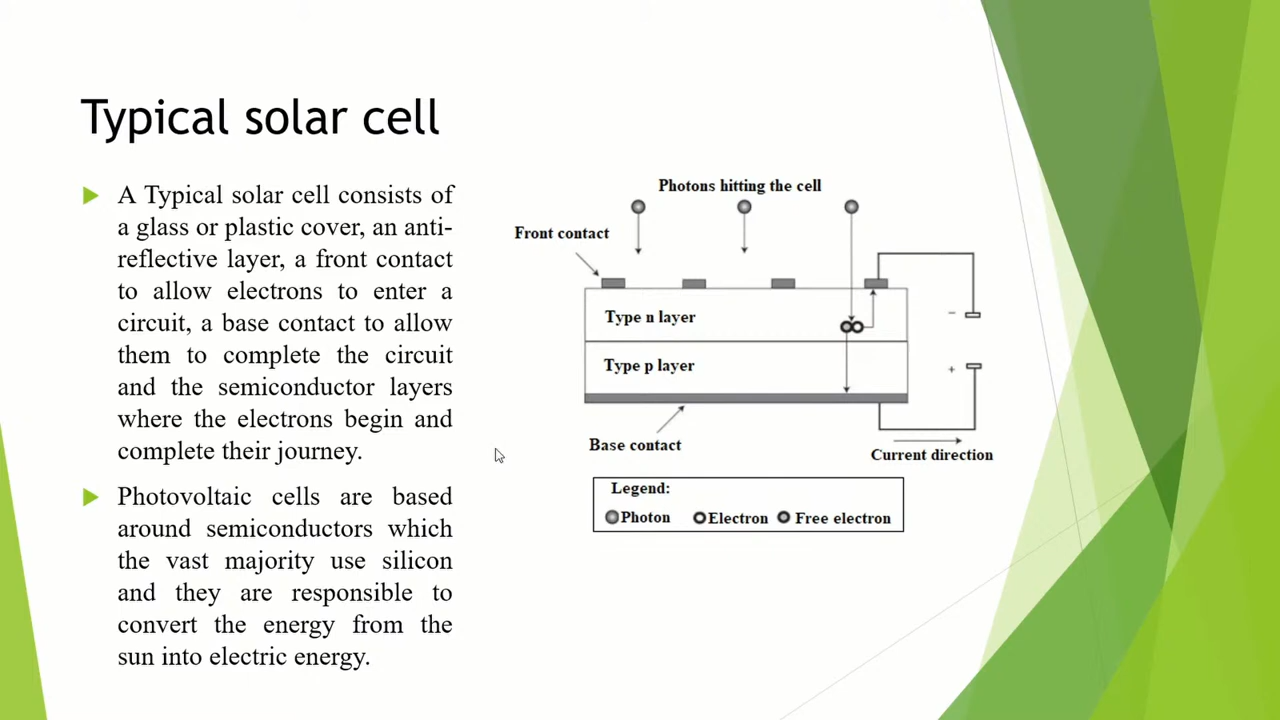 Typical solar cell
A Typical solar cell consists of
a glass or plastic cover, an anti-
reflective layer, a front contact
to allow electrons to enter a
circuit, a base contact to allow
them to complete the circuit
and the semiconductor layers
where the electrons begin and
complete their journey.
Photovoltaic cells are based
around semiconductors which
the vast majority use silicon
and they are responsible to
convert the energy from the
sun into electric energy.
Photons hitting the cell
Front contact
Type n layer
−
Type p layer
+
Base contact
Current direction
Legend:
Photon Electron Free electron